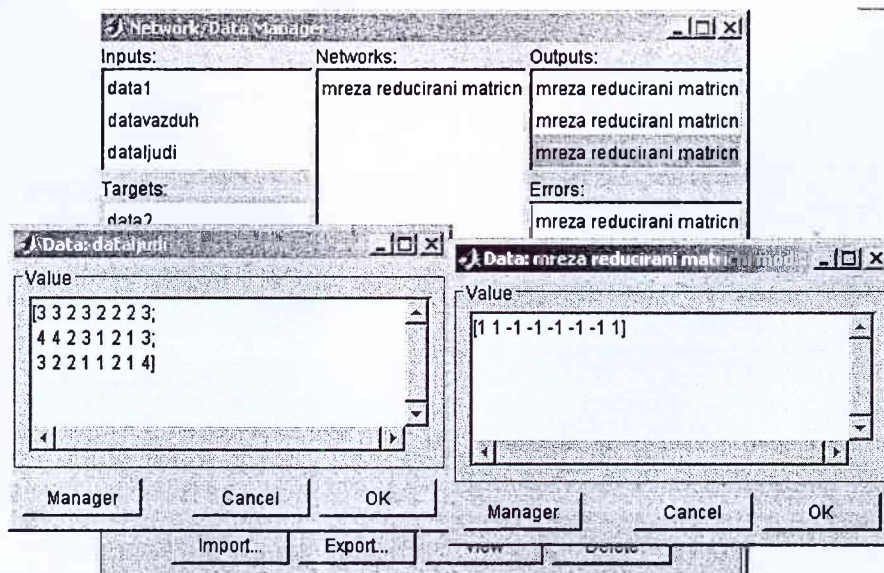 Network/Data Manager
Inputs:
Networks:
Outputs:
data1
datavazduh
dataljudi
mreza reducirani matricn
mreza reducirani matricn
mreza reducirani matricn
mreza reducirani matricn
Targets:
data2
Errors:
mreza reducirani matricn
Data: dataljudi
Value
[3 3 2 3 2 2 2 3;
4 4 2 3 1 2 1 3;
3 2 2 1 1 2 1 4]
Manager
Cancel
OK
Data: mreza reducirani matri
Value
[1 1 -1 -1 -1 -1 -1 1]
Manager
Cancel
OK
Import...
Export...
View
Delete